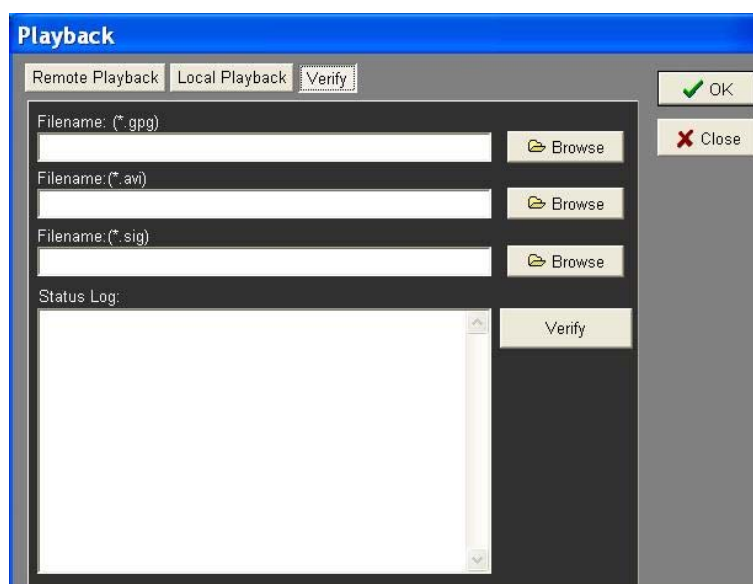 Playback
Remote Playback Local Playback Verify
OK
Close
Filename: (*.gpg)
Browse
Filename:(*.avi)
Browse
Filename:(*.sig)
Browse
Status Log:
Verify